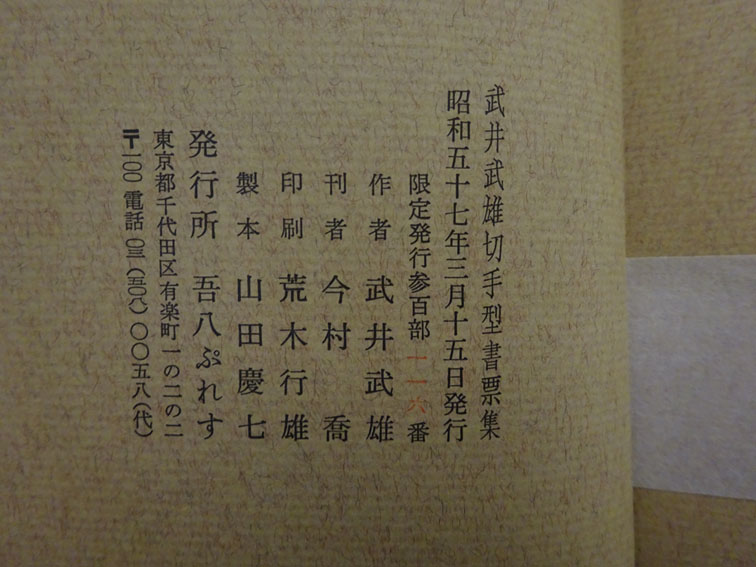 武井武雄切手型書票集
昭和五十七年三月十五日発行
限定発行参百部一一六番
作者 武井武雄
刊者 今村喬
印刷 荒木行雄
製本 山田慶七
発行所 吾八ぷれす
東京都千代田区有楽町一の二の二
〒一〇〇 電話 〇三(五〇八)〇〇五八(代)